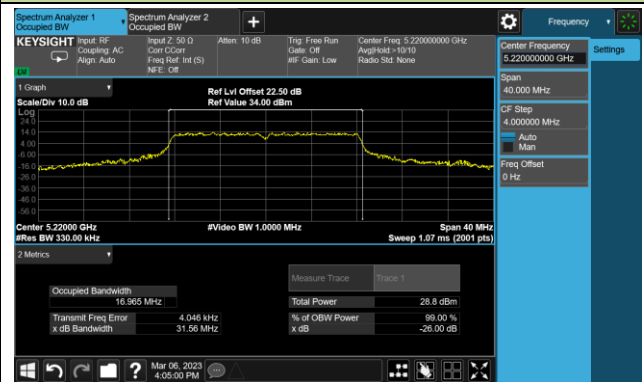 Spectrum Analyzer 1
Occupied BW
Spectrum Analyzer 2
Occupied BW
Frequency
KEYSIGHT
Input: RF
Coupling: AC
Align: Auto
Input Z: 50 Ω
Corr CCorr
Freq Ref: Int (S)
NFE: Off
Atten: 10 dB
Trig: Free Run
Gate: Off
#IF Gain: Low
Center Freq: 5.220000000 GHz
Avg|Hold:>10/10
Radio Std: None
Center Frequency
5.220000000 GHz
Settings
Span
40.000 MHz
CF Step
4.000000 MHz
Auto
Man
Freq Offset
0 Hz
1 Graph
Scale/Div 10.0 dB
Ref Lvl Offset 22.50 dB
Ref Value 34.00 dBm
Log
24.0
14.0
4.00
-6.00
-16.0
-26.0
-36.0
-46.0
-56.0
Center 5.22000 GHz
#Res BW 330.00 kHz
#Video BW 1.0000 MHz
Span 40 MHz
Sweep 1.07 ms (2001 pts)
2 Metrics
Measure Trace
Trace 1
Occupied Bandwidth
16.965 MHz
Total Power
28.8 dBm
Transmit Freq Error
4.046 kHz
% of OBW Power
99.00 %
x dB Bandwidth
31.56 MHz
x dB
-26.00 dB
Mar 06, 2023
4:05:00 PM